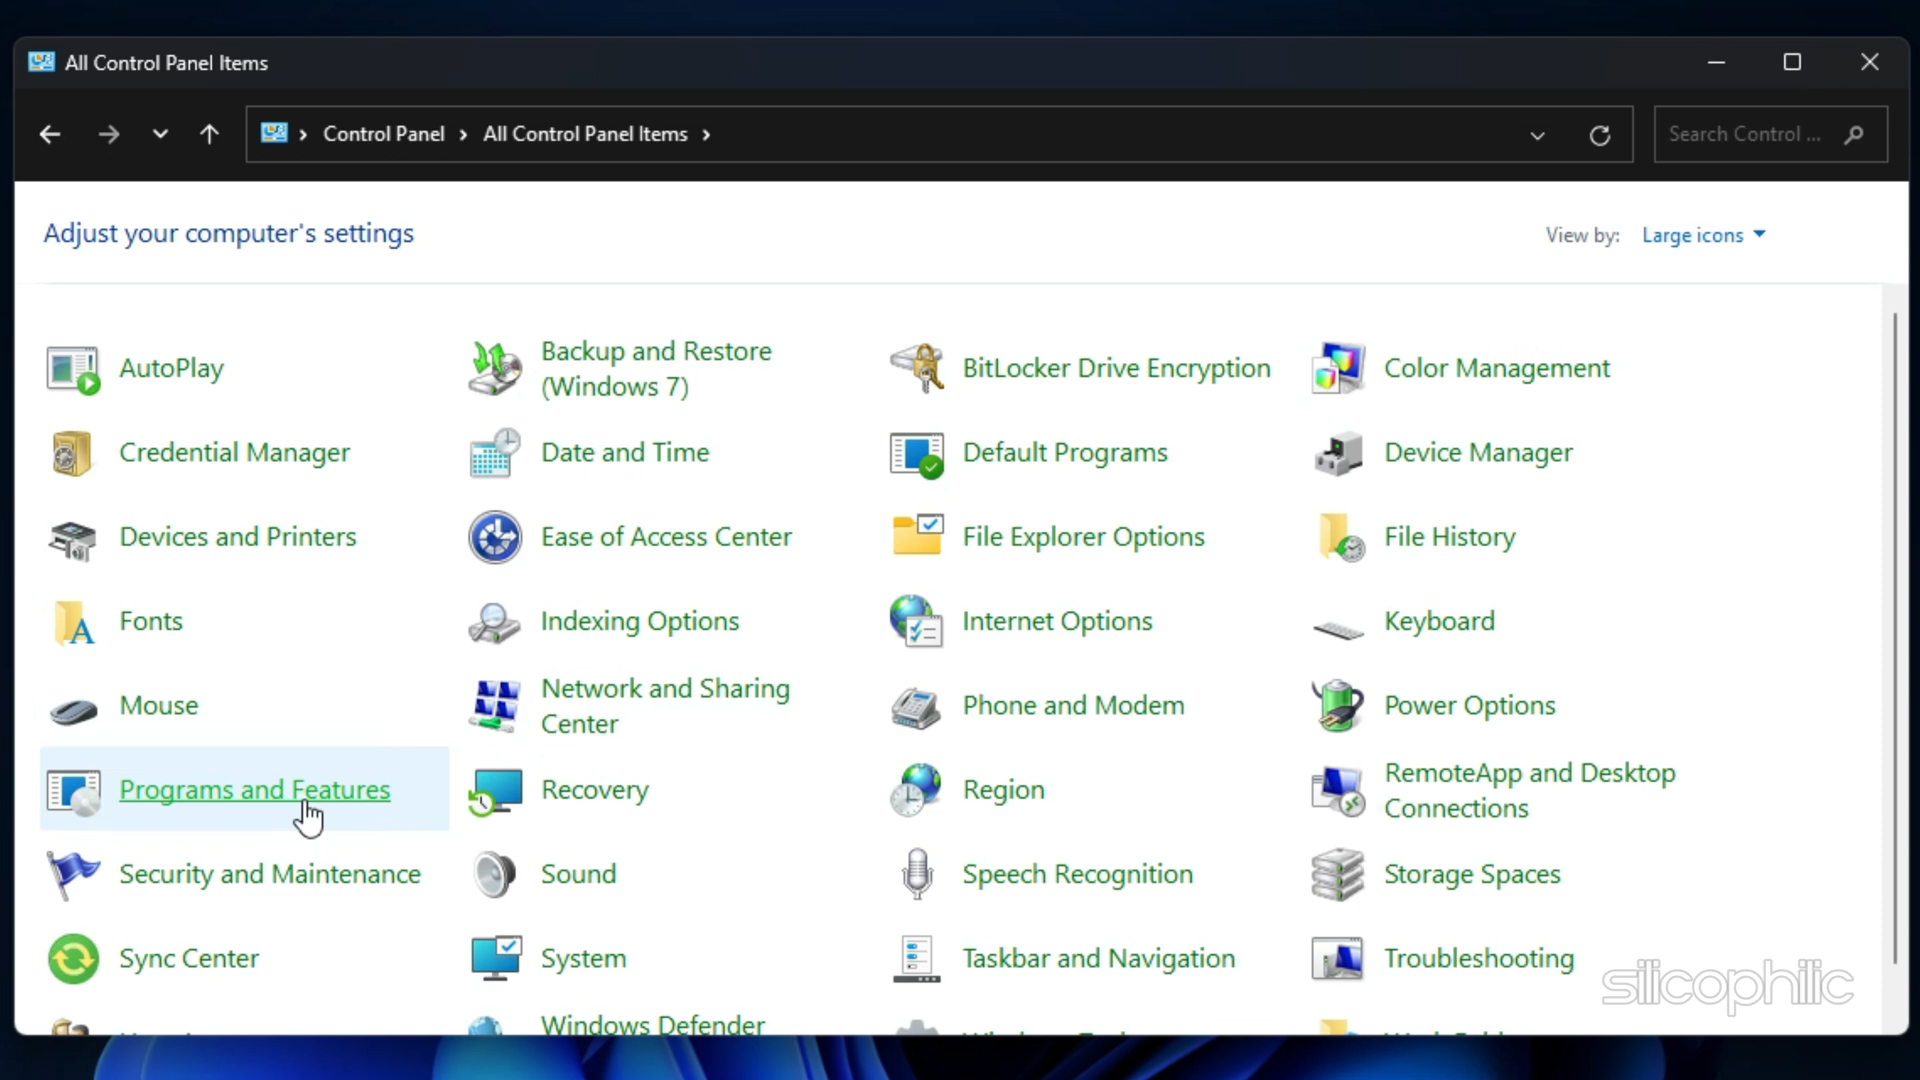 All Control Panel Items
Control Panel
All Control Panel Items
Search Control ...
Adjust your computer's settings
View by:
Large icons
AutoPlay
Backup and Restore
(Windows 7)
BitLocker Drive Encryption
Color Management
Credential Manager
Date and Time
Default Programs
Device Manager
Devices and Printers
Ease of Access Center
File Explorer Options
File History
Fonts
Indexing Options
Internet Options
Keyboard
Mouse
Network and Sharing
Center
Phone and Modem
Power Options
Programs and Features
Recovery
Region
RemoteApp and Desktop
Connections
Security and Maintenance
Sound
Speech Recognition
Storage Spaces
Sync Center
System
Taskbar and Navigation
Troubleshooting
silicophilic
Windows Defender